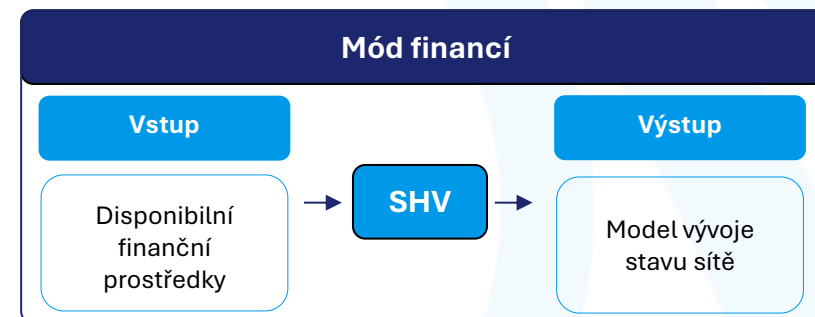 Mód financí
Vstup
Výstup
Disponibilní
finanční
prostředky
SHV
Model vývoje
stavu sítě